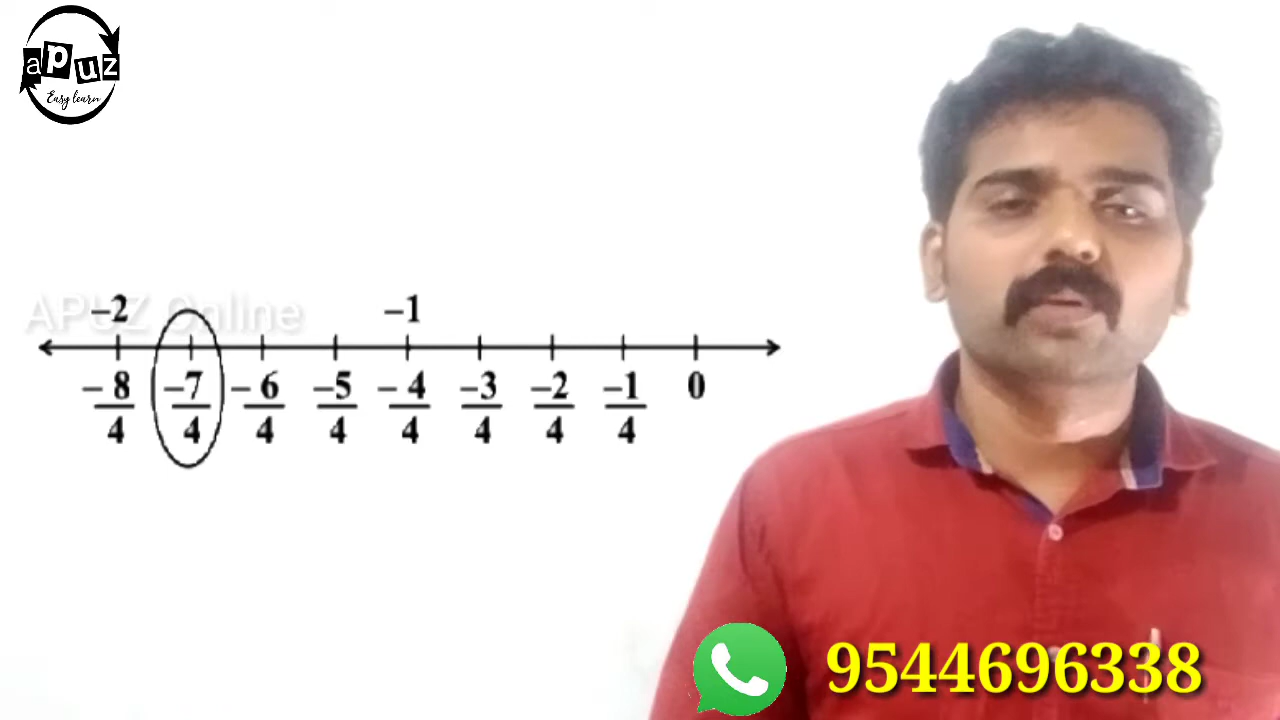 apuz
Easy learn
APUZ Online
–2 –1
–8/4 –7/4 –6/4 –5/4 –4/4 –3/4 –2/4 –1/4 0
9544696338